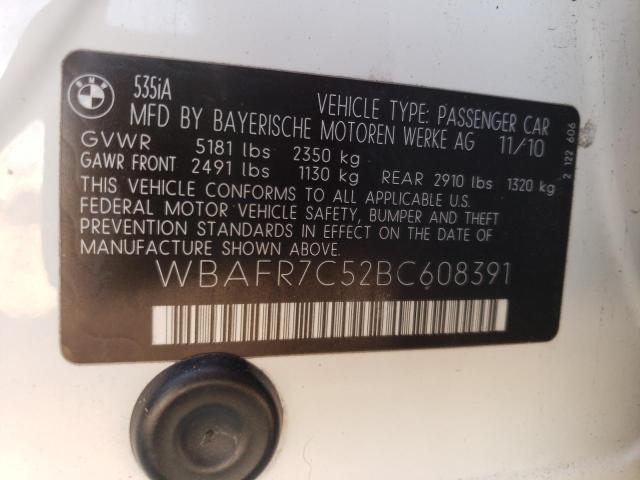 BMW
535iA
VEHICLE TYPE: PASSENGER CAR
MFD BY BAYERISCHE MOTOREN WERKE AG 11/10
GVWR 5181 lbs 2350 kg
GAWR FRONT 2491 lbs 1130 kg REAR 2910 lbs 1320 kg
THIS VEHICLE CONFORMS TO ALL APPLICABLE U.S.
FEDERAL MOTOR VEHICLE SAFETY, BUMPER AND THEFT
PREVENTION STANDARDS IN EFFECT ON THE DATE OF
MANUFACTURE SHOWN ABOVE.
WBAFR7C52BC608391
2 122 606